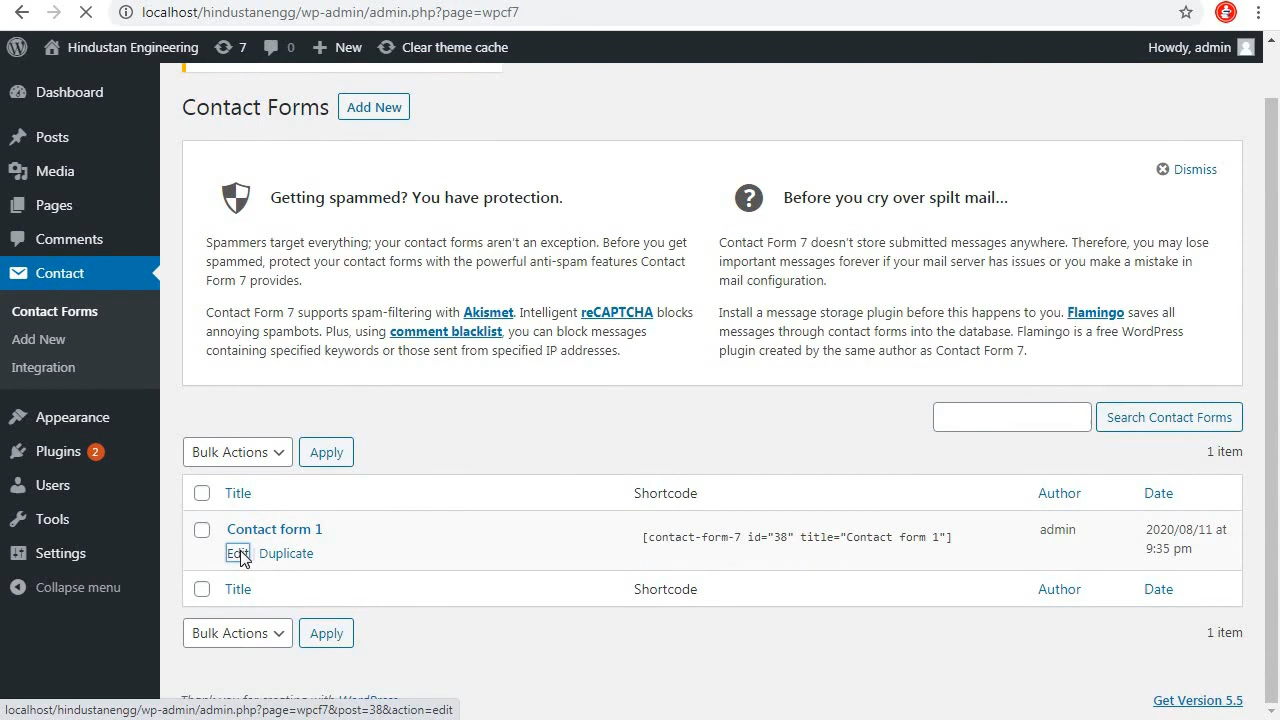 localhost/hindustanengg/wp-admin/admin.php?page=wpcf7
Hindustan Engineering 7 0 New Clear theme cache Howdy, admin
Dashboard
Posts
Media
Pages
Comments
Contact
Contact Forms
Add New
Integration
Appearance
Plugins 2
Users
Tools
Settings
Collapse menu
Contact Forms Add New
Dismiss
Getting spammed? You have protection.
Spammers target everything; your contact forms aren't an exception. Before you get
spammed, protect your contact forms with the powerful anti-spam features Contact
Form 7 provides.
Contact Form 7 supports spam-filtering with Akismet. Intelligent reCAPTCHA blocks
annoying spambots. Plus, using comment blacklist, you can block messages
containing specified keywords or those sent from specified IP addresses.
Before you cry over spilt mail…
Contact Form 7 doesn't store submitted messages anywhere. Therefore, you may lose
important messages forever if your mail server has issues or you make a mistake in
mail configuration.
Install a message storage plugin before this happens to you. Flamingo saves all
messages through contact forms into the database. Flamingo is a free WordPress
plugin created by the same author as Contact Form 7.
Search Contact Forms
Bulk Actions Apply 1 item
Title Shortcode Author Date
Contact form 1 [contact-form-7 id="38" title="Contact form 1"] admin 2020/08/11 at
9:35 pm
Edit | Duplicate
Title Shortcode Author Date
Bulk Actions Apply 1 item
Thank you for creating with WordPress. Get Version 5.5
localhost/hindustanengg/wp-admin/admin.php?page=wpcf7&post=38&action=edit